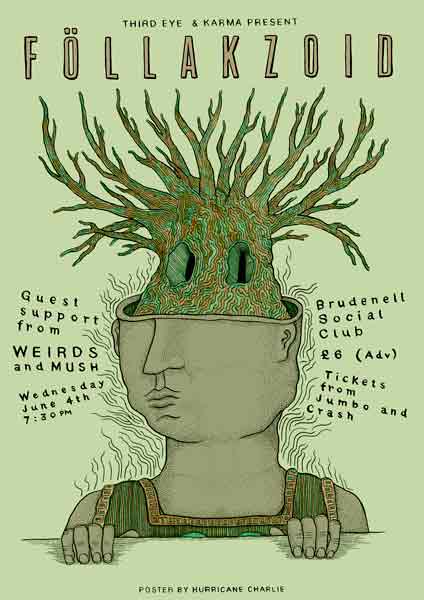 THIRD EYE & KARMA PRESENT
FÖLLAKZOID
Guest
support
from
WEIRDS
and MUSH
Wednesday
June 4th
7:30PM
Brudenell
Social
Club
£6 (Adv)
Tickets
from
Jumbo and
Crash
POSTER BY HURRICANE CHARLIE